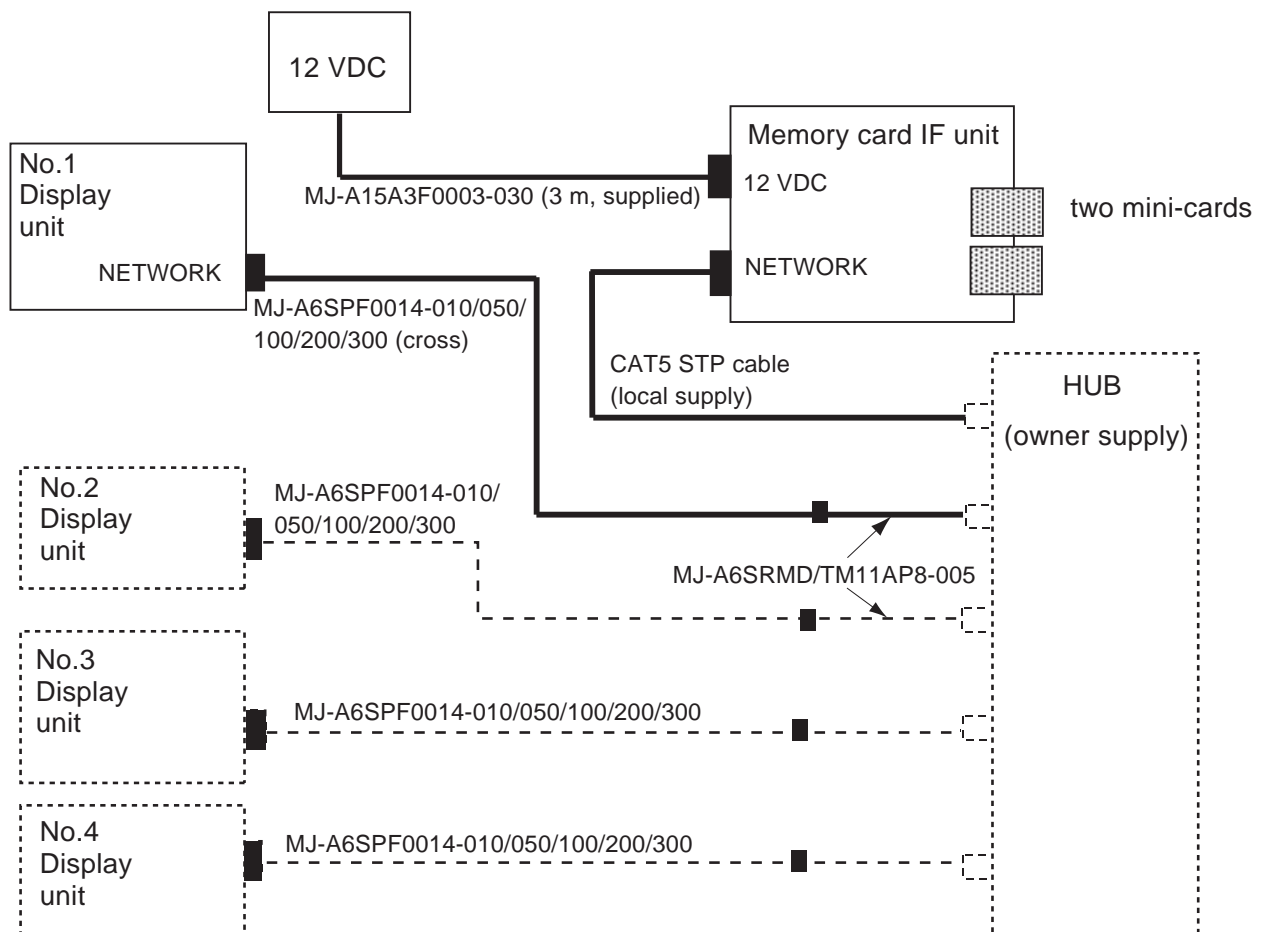 12 VDC
Memory card IF unit
No.1
Display
unit
MJ-A15A3F0003-030 (3 m, supplied)
12 VDC
two mini-cards
NETWORK
NETWORK
MJ-A6SPF0014-010/050/
100/200/300 (cross)
CAT5 STP cable
(local supply)
HUB
(owner supply)
No.2
Display
unit
MJ-A6SPF0014-010/
050/100/200/300
MJ-A6SRMD/TM11AP8-005
No.3
Display
unit
MJ-A6SPF0014-010/050/100/200/300
No.4
Display
unit
MJ-A6SPF0014-010/050/100/200/300